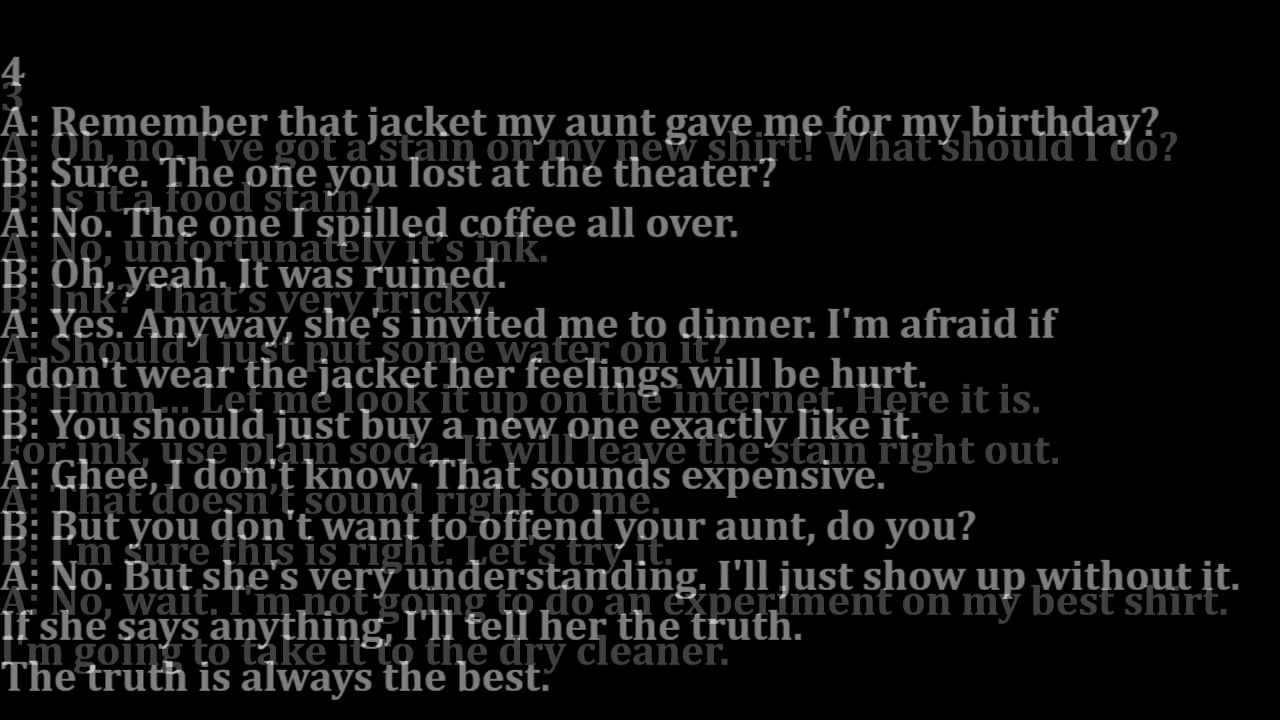 4
3
A: Remember that jacket my aunt gave me for my birthday?
A: Oh, no. I've got a stain on my new shirt! What should I do?
B: Sure. The one you lost at the theater?
B: Is it a food stain?
A: No. The one I spilled coffee all over.
A: No, unfortunately it's ink.
B: Oh, yeah. It was ruined.
B: Ink? That's very tricky.
A: Yes. Anyway, she's invited me to dinner. I'm afraid if
A: Should I just put some water on it?
I don't wear the jacket her feelings will be hurt.
B: Hmm... Let me look it up on the internet. Here it is.
B: You should just buy a new one exactly like it.
For ink, use plain soda. It will leave the stain right out.
A: Ghee, I don't know. That sounds expensive.
A: That doesn't sound right to me.
B: But you don't want to offend your aunt, do you?
B: I'm sure this is right. Let's try it.
A: No. But she's very understanding. I'll just show up without it.
A: No, wait. I'm not going to do an experiment on my best shirt.
If she says anything, I'll tell her the truth.
I'm going to take it to the dry cleaner.
The truth is always the best.